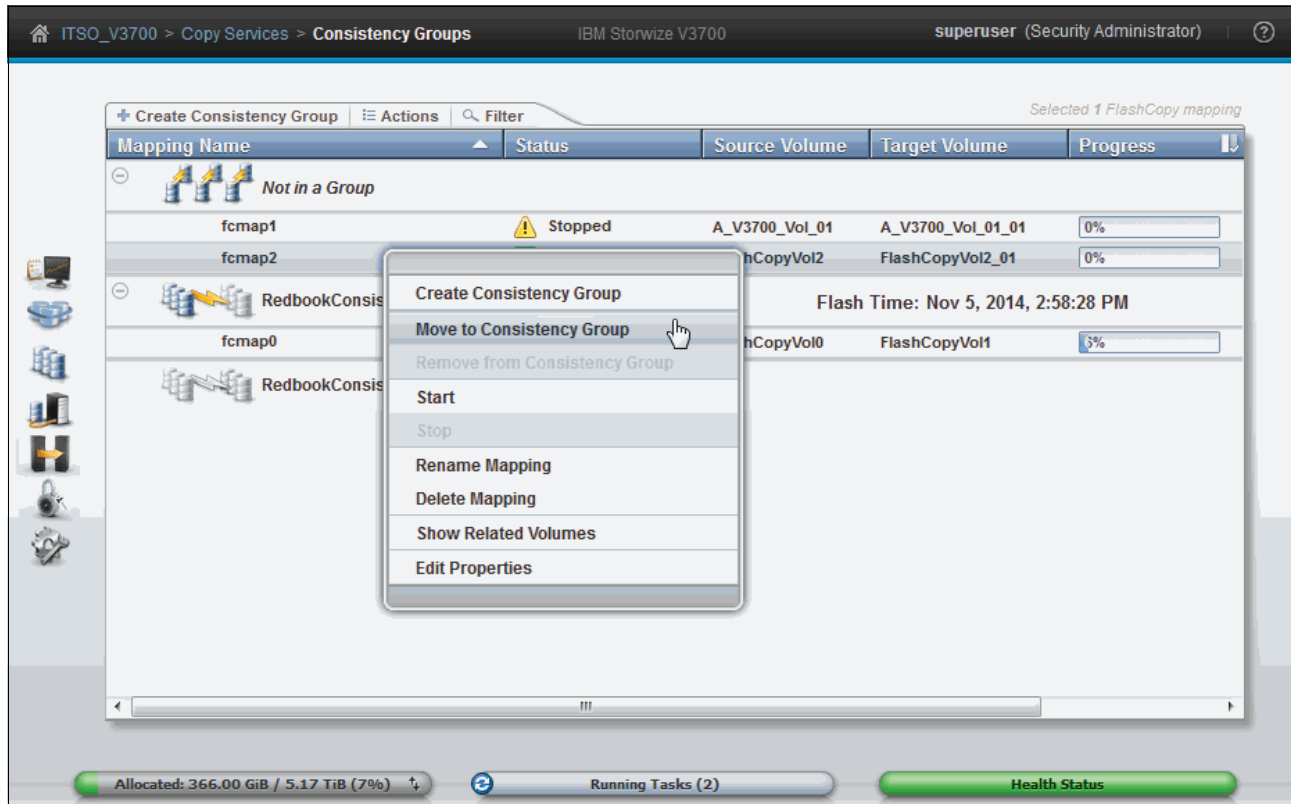 ITSO_V3700 > Copy Services > Consistency Groups IBM Storwize V3700 superuser (Security Administrator) ?
Selected 1 FlashCopy mapping
Create Consistency Group Actions Filter
Mapping Name Status Source Volume Target Volume Progress
Not in a Group
fcmap1 Stopped A_V3700_Vol_01 A_V3700_Vol_01_01 0%
fcmap2 hCopyVol2 FlashCopyVol2_01 0%
RedbookConsis Flash Time: Nov 5, 2014, 2:58:28 PM
fcmap0 hCopyVol0 FlashCopyVol1 6%
RedbookConsis
Create Consistency Group
Move to Consistency Group
Remove from Consistency Group
Start
Stop
Rename Mapping
Delete Mapping
Show Related Volumes
Edit Properties
Allocated: 366.00 GiB / 5.17 TiB (7%) Running Tasks (2) Health Status